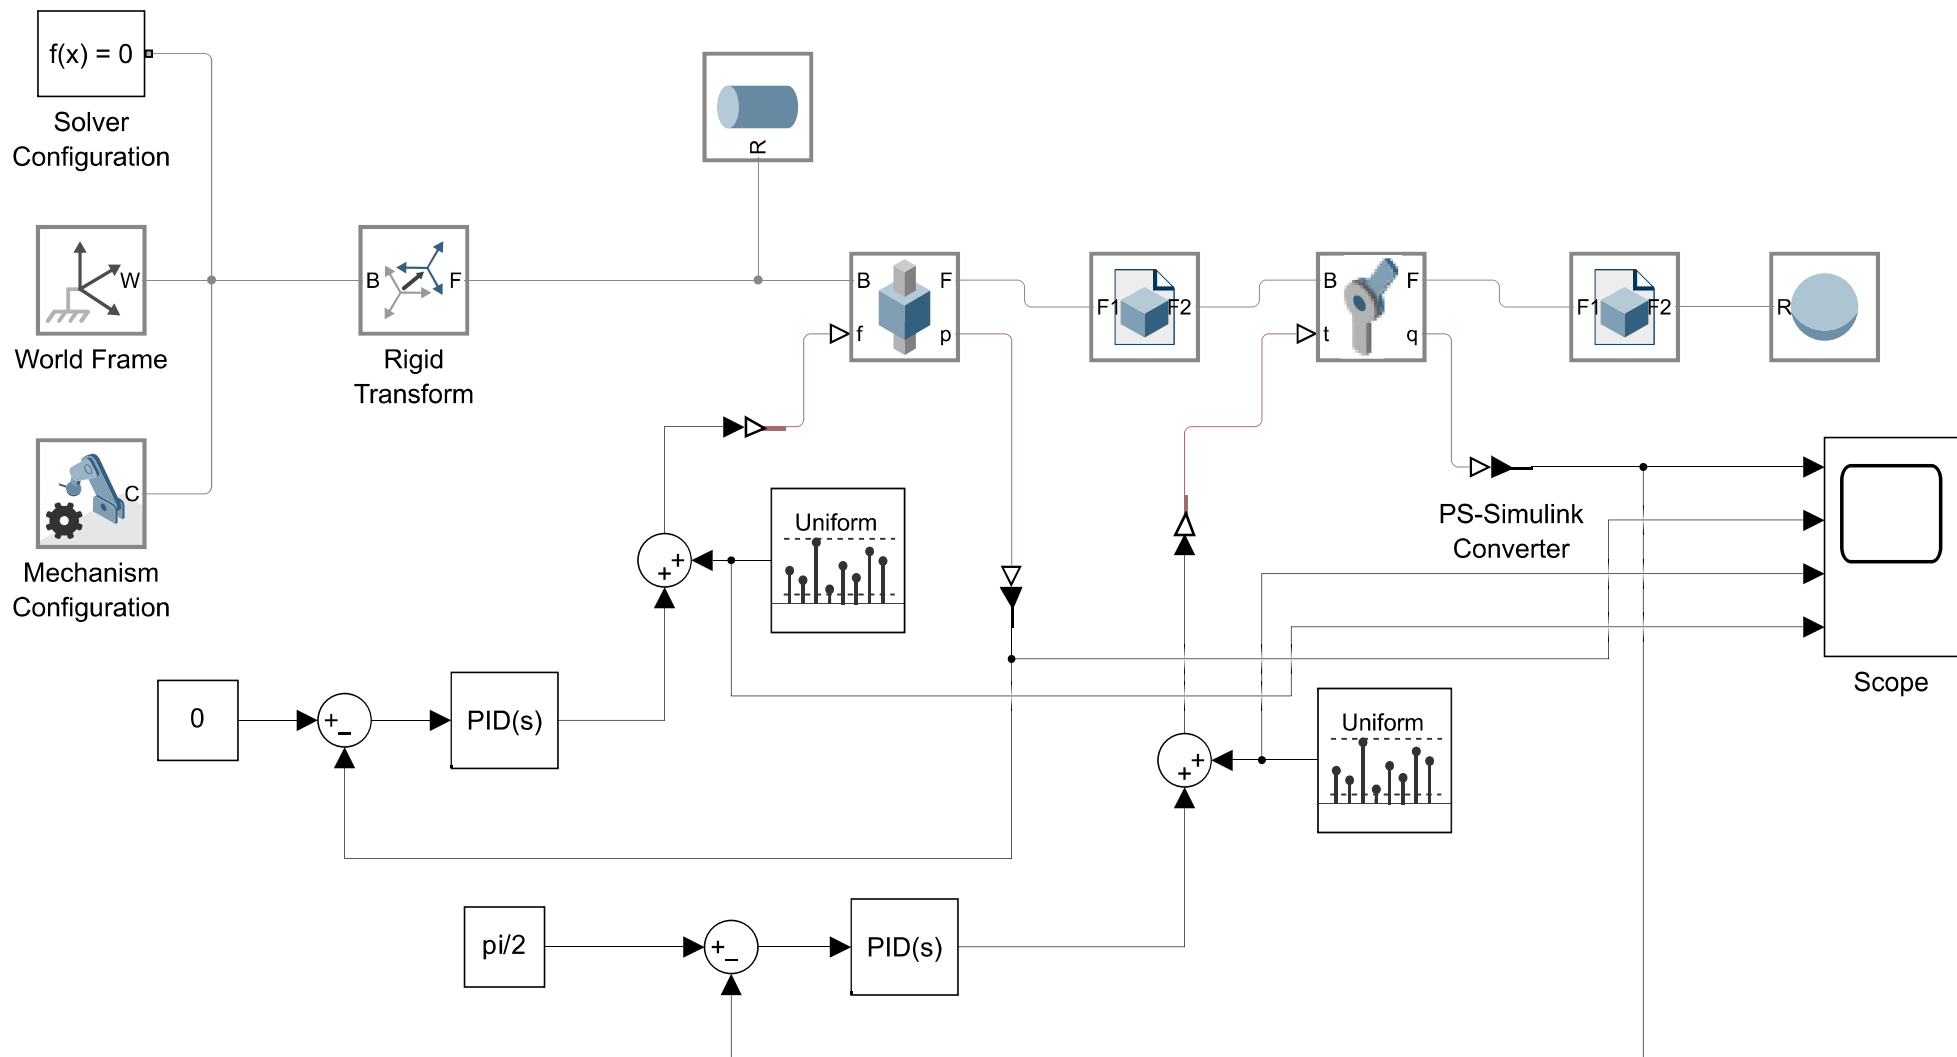 f(x) = 0
Solver
Configuration
R
W
World Frame
B
F
Rigid
Transform
B
F
f
p
F1
F2
B
F
t
q
F1
F2
R
C
Mechanism
Configuration
Uniform
PS-Simulink
Converter
+
+
Scope
0
+
−
PID(s)
Uniform
+
+
pi/2
+
−
PID(s)